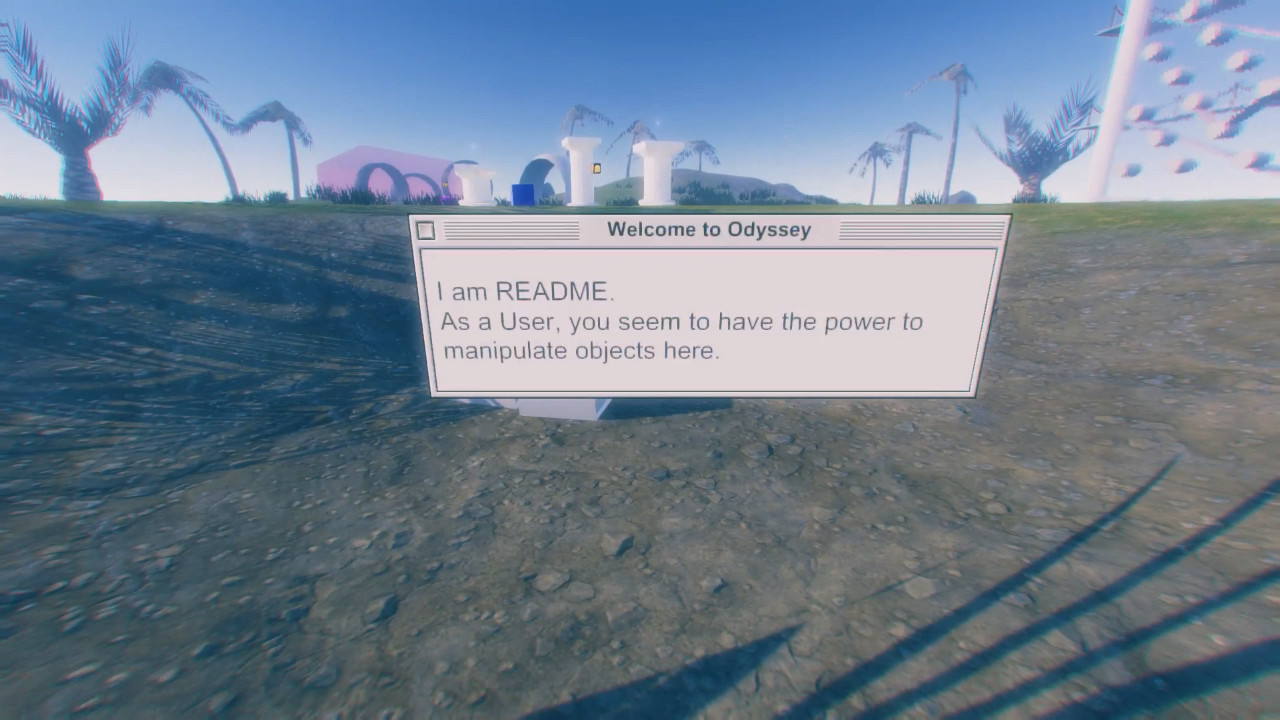 Welcome to Odyssey
I am README.
As a User, you seem to have the power to
manipulate objects here.